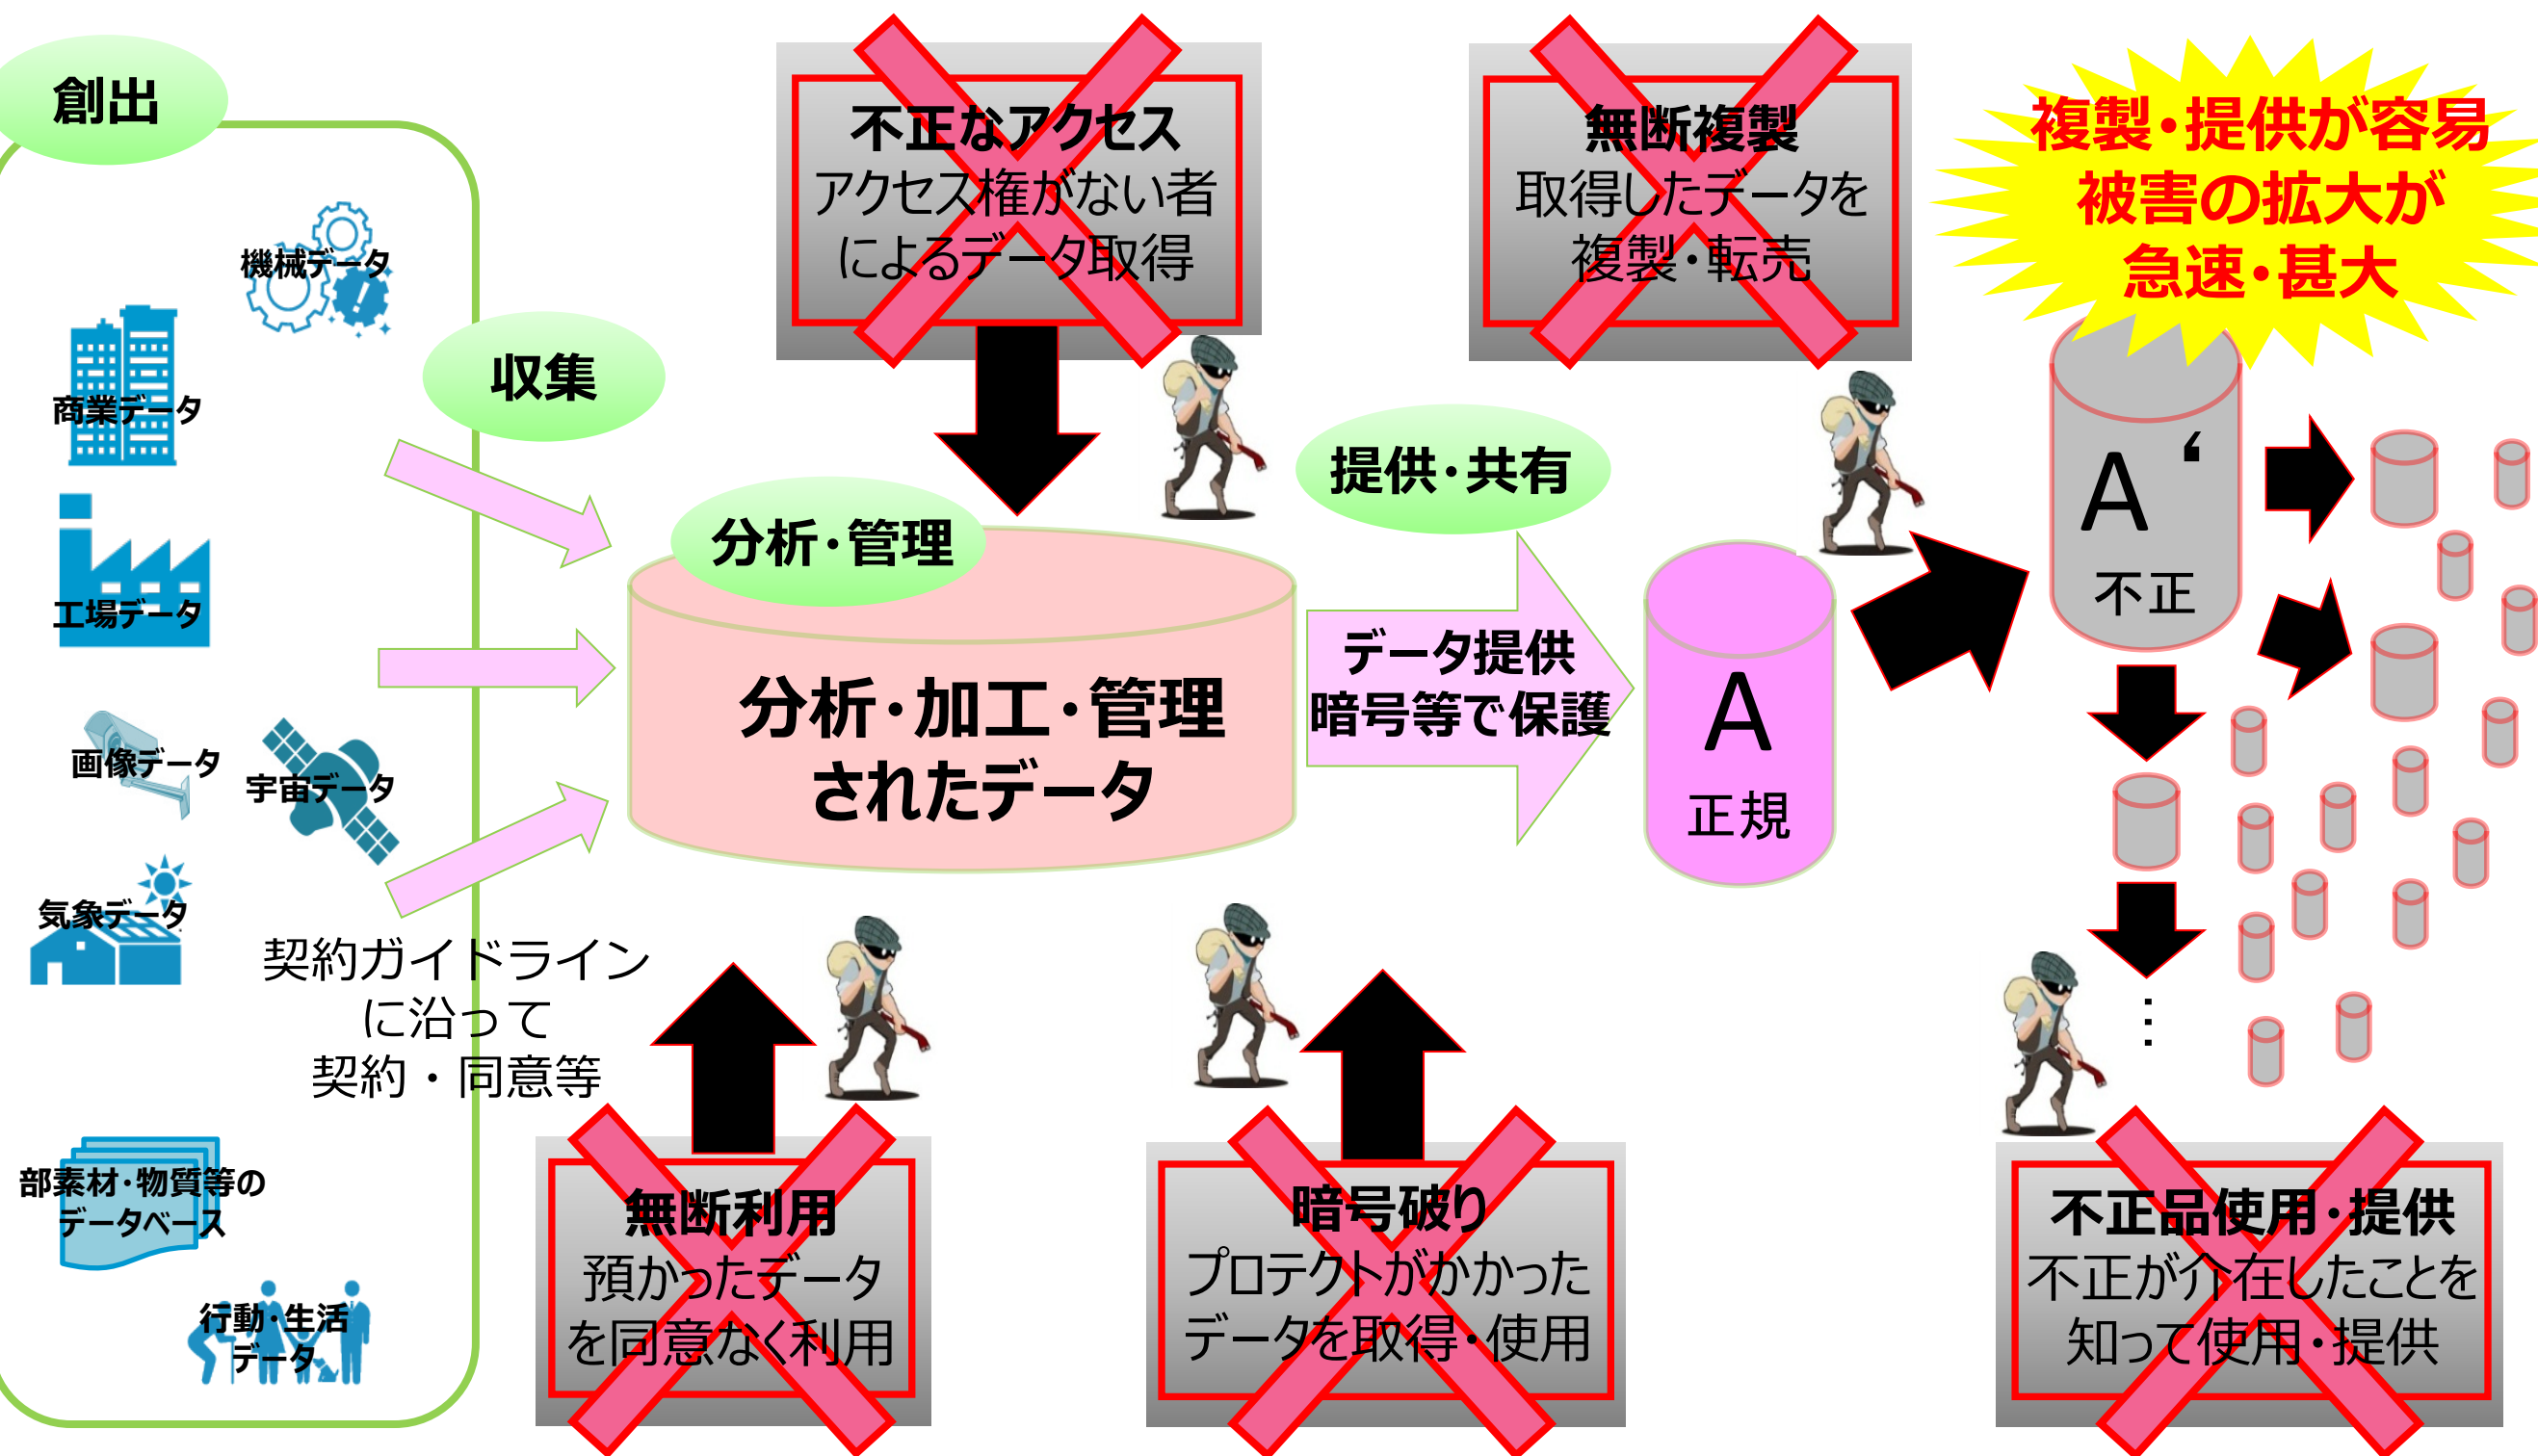 創出
機械データ
商業データ
工場データ
画像データ
宇宙データ
気象データ
部素材・物質等の
データベース
行動・生活
データ
収集
契約ガイドライン
に沿って
契約・同意等
不正なアクセス
アクセス権がない者
によるデータ取得
分析・管理
分析・加工・管理
されたデータ
無断利用
預かったデータ
を同意なく利用
提供・共有
データ提供
暗号等で保護
暗号破り
プロテクトがかかった
データを取得・使用
無断複製
取得したデータを
複製・転売
A
正規
複製・提供が容易
被害の拡大が
急速・甚大
A‘
不正
…
不正品使用・提供
不正が介在したことを
知って使用・提供